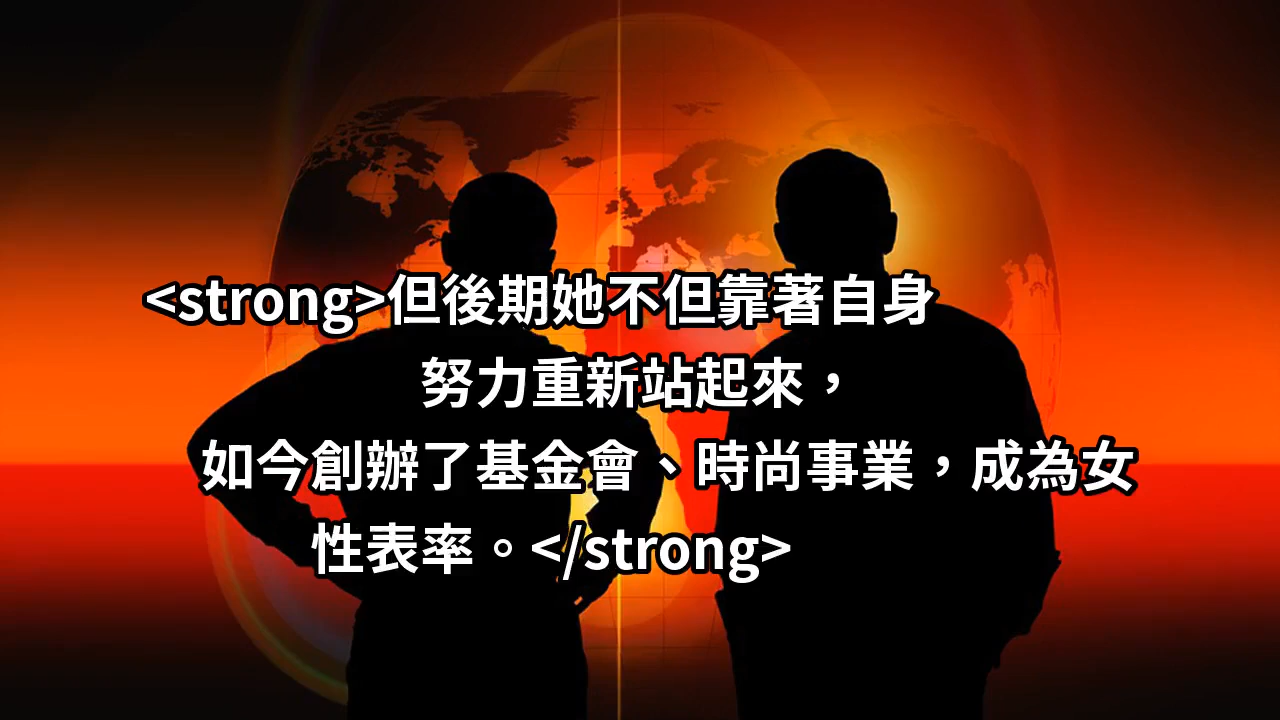 <strong>但後期她不但靠著自身
努力重新站起來，
如今創辦了基金會、時尚事業，成為女
性表率。</strong>